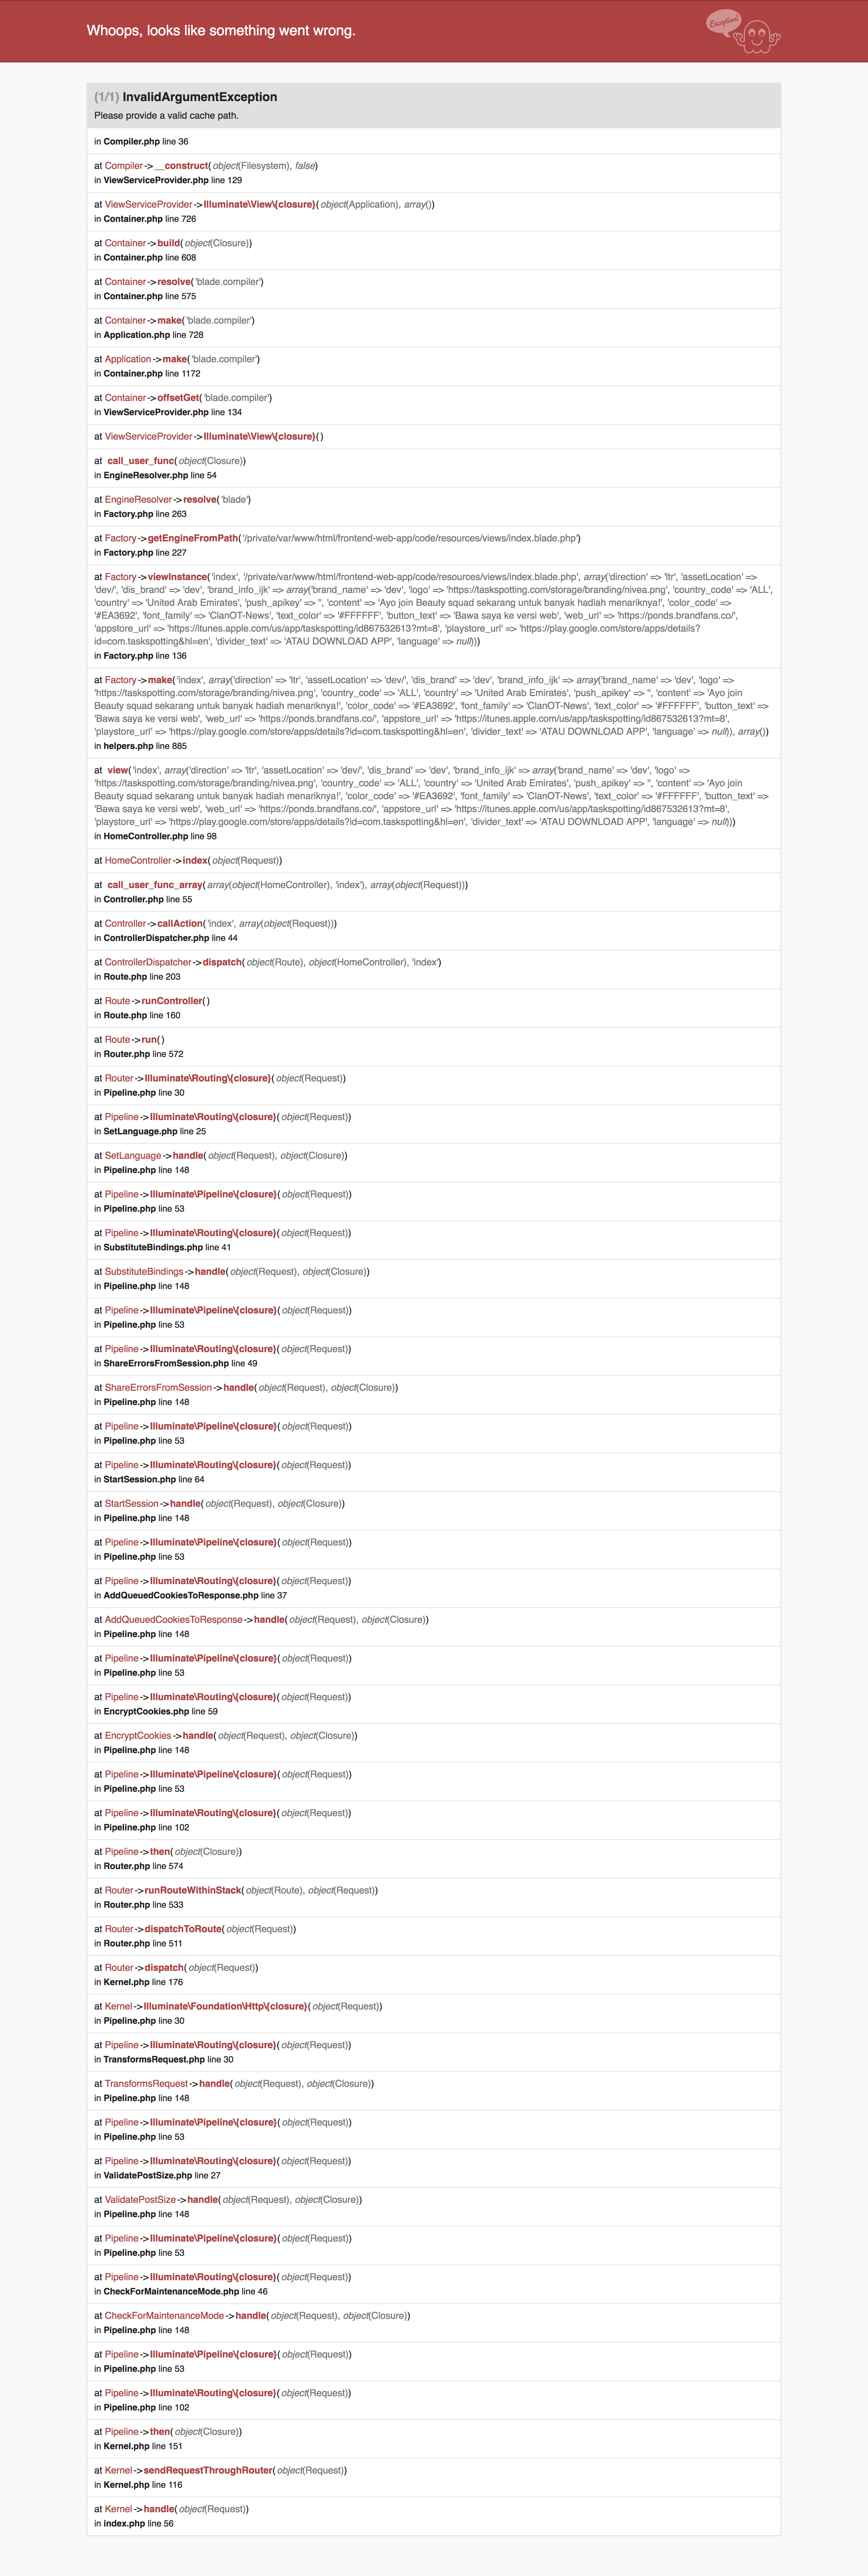 Whoops, looks like something went wrong.
Exception!
(1/1) InvalidArgumentException
Please provide a valid cache path.
in Compiler.php line 36
at Compiler->__construct(object(Filesystem), false)
in ViewServiceProvider.php line 129
at ViewServiceProvider->Illuminate\View\{closure}(object(Application), array())
in Container.php line 726
at Container->build(object(Closure))
in Container.php line 608
at Container->resolve('blade.compiler')
in Container.php line 575
at Container->make('blade.compiler')
in Application.php line 728
at Application->make('blade.compiler')
in Container.php line 1172
at Container->offsetGet('blade.compiler')
in ViewServiceProvider.php line 134
at ViewServiceProvider->Illuminate\View\{closure}()
at call_user_func(object(Closure))
in EngineResolver.php line 54
at EngineResolver->resolve('blade')
in Factory.php line 263
at Factory->getEngineFromPath('/private/var/www/html/frontend-web-app/code/resources/views/index.blade.php')
in Factory.php line 227
at Factory->viewInstance('index', '/private/var/www/html/frontend-web-app/code/resources/views/index.blade.php', array('direction' => 'ltr', 'assetLocation' =>
'dev/', 'dis_brand' => 'dev', 'brand_info_ijk' => array('brand_name' => 'dev', 'logo' => 'https://taskspotting.com/storage/branding/nivea.png', 'country_code' => 'ALL',
'country' => 'United Arab Emirates', 'push_apikey' => '', 'content' => 'Ayo join Beauty squad sekarang untuk banyak hadiah menariknya!', 'color_code' =>
'#EA3692', 'font_family' => 'ClanOT-News', 'text_color' => '#FFFFFF', 'button_text' => 'Bawa saya ke versi web', 'web_url' => 'https://ponds.brandfans.co/',
'appstore_url' => 'https://itunes.apple.com/us/app/taskspotting/id867532613?mt=8', 'playstore_url' => 'https://play.google.com/store/apps/details?
id=com.taskspotting&hl=en', 'divider_text' => 'ATAU DOWNLOAD APP', 'language' => null)))
in Factory.php line 136
at Factory->make('index', array('direction' => 'ltr', 'assetLocation' => 'dev/', 'dis_brand' => 'dev', 'brand_info_ijk' => array('brand_name' => 'dev', 'logo' =>
'https://taskspotting.com/storage/branding/nivea.png', 'country_code' => 'ALL', 'country' => 'United Arab Emirates', 'push_apikey' => '', 'content' => 'Ayo join
Beauty squad sekarang untuk banyak hadiah menariknya!', 'color_code' => '#EA3692', 'font_family' => 'ClanOT-News', 'text_color' => '#FFFFFF', 'button_text' =>
'Bawa saya ke versi web', 'web_url' => 'https://ponds.brandfans.co/', 'appstore_url' => 'https://itunes.apple.com/us/app/taskspotting/id867532613?mt=8',
'playstore_url' => 'https://play.google.com/store/apps/details?id=com.taskspotting&hl=en', 'divider_text' => 'ATAU DOWNLOAD APP', 'language' => null)), array())
in helpers.php line 885
at view('index', array('direction' => 'ltr', 'assetLocation' => 'dev/', 'dis_brand' => 'dev', 'brand_info_ijk' => array('brand_name' => 'dev', 'logo' =>
'https://taskspotting.com/storage/branding/nivea.png', 'country_code' => 'ALL', 'country' => 'United Arab Emirates', 'push_apikey' => '', 'content' => 'Ayo join
Beauty squad sekarang untuk banyak hadiah menariknya!', 'color_code' => '#EA3692', 'font_family' => 'ClanOT-News', 'text_color' => '#FFFFFF', 'button_text' =>
'Bawa saya ke versi web', 'web_url' => 'https://ponds.brandfans.co/', 'appstore_url' => 'https://itunes.apple.com/us/app/taskspotting/id867532613?mt=8',
'playstore_url' => 'https://play.google.com/store/apps/details?id=com.taskspotting&hl=en', 'divider_text' => 'ATAU DOWNLOAD APP', 'language' => null)))
in HomeController.php line 98
at HomeController->index(object(Request))
at call_user_func_array(array(object(HomeController), 'index'), array(object(Request)))
in Controller.php line 55
at Controller->callAction('index', array(object(Request)))
in ControllerDispatcher.php line 44
at ControllerDispatcher->dispatch(object(Route), object(HomeController), 'index')
in Route.php line 203
at Route->runController()
in Route.php line 160
at Route->run()
in Router.php line 572
at Router->Illuminate\Routing\{closure}(object(Request))
in Pipeline.php line 30
at Pipeline->Illuminate\Routing\{closure}(object(Request))
in SetLanguage.php line 25
at SetLanguage->handle(object(Request), object(Closure))
in Pipeline.php line 148
at Pipeline->Illuminate\Pipeline\{closure}(object(Request))
in Pipeline.php line 53
at Pipeline->Illuminate\Routing\{closure}(object(Request))
in SubstituteBindings.php line 41
at SubstituteBindings->handle(object(Request), object(Closure))
in Pipeline.php line 148
at Pipeline->Illuminate\Pipeline\{closure}(object(Request))
in Pipeline.php line 53
at Pipeline->Illuminate\Routing\{closure}(object(Request))
in ShareErrorsFromSession.php line 49
at ShareErrorsFromSession->handle(object(Request), object(Closure))
in Pipeline.php line 148
at Pipeline->Illuminate\Pipeline\{closure}(object(Request))
in Pipeline.php line 53
at Pipeline->Illuminate\Routing\{closure}(object(Request))
in StartSession.php line 64
at StartSession->handle(object(Request), object(Closure))
in Pipeline.php line 148
at Pipeline->Illuminate\Pipeline\{closure}(object(Request))
in Pipeline.php line 53
at Pipeline->Illuminate\Routing\{closure}(object(Request))
in AddQueuedCookiesToResponse.php line 37
at AddQueuedCookiesToResponse->handle(object(Request), object(Closure))
in Pipeline.php line 148
at Pipeline->Illuminate\Pipeline\{closure}(object(Request))
in Pipeline.php line 53
at Pipeline->Illuminate\Routing\{closure}(object(Request))
in EncryptCookies.php line 59
at EncryptCookies->handle(object(Request), object(Closure))
in Pipeline.php line 148
at Pipeline->Illuminate\Pipeline\{closure}(object(Request))
in Pipeline.php line 53
at Pipeline->Illuminate\Routing\{closure}(object(Request))
in Pipeline.php line 102
at Pipeline->then(object(Closure))
in Router.php line 574
at Router->runRouteWithinStack(object(Route), object(Request))
in Router.php line 533
at Router->dispatchToRoute(object(Request))
in Router.php line 511
at Router->dispatch(object(Request))
in Kernel.php line 176
at Kernel->Illuminate\Foundation\Http\{closure}(object(Request))
in Pipeline.php line 30
at Pipeline->Illuminate\Routing\{closure}(object(Request))
in TransformsRequest.php line 30
at TransformsRequest->handle(object(Request), object(Closure))
in Pipeline.php line 148
at Pipeline->Illuminate\Pipeline\{closure}(object(Request))
in Pipeline.php line 53
at Pipeline->Illuminate\Routing\{closure}(object(Request))
in ValidatePostSize.php line 27
at ValidatePostSize->handle(object(Request), object(Closure))
in Pipeline.php line 148
at Pipeline->Illuminate\Pipeline\{closure}(object(Request))
in Pipeline.php line 53
at Pipeline->Illuminate\Routing\{closure}(object(Request))
in CheckForMaintenanceMode.php line 46
at CheckForMaintenanceMode->handle(object(Request), object(Closure))
in Pipeline.php line 148
at Pipeline->Illuminate\Pipeline\{closure}(object(Request))
in Pipeline.php line 53
at Pipeline->Illuminate\Routing\{closure}(object(Request))
in Pipeline.php line 102
at Pipeline->then(object(Closure))
in Kernel.php line 151
at Kernel->sendRequestThroughRouter(object(Request))
in Kernel.php line 116
at Kernel->handle(object(Request))
in index.php line 56